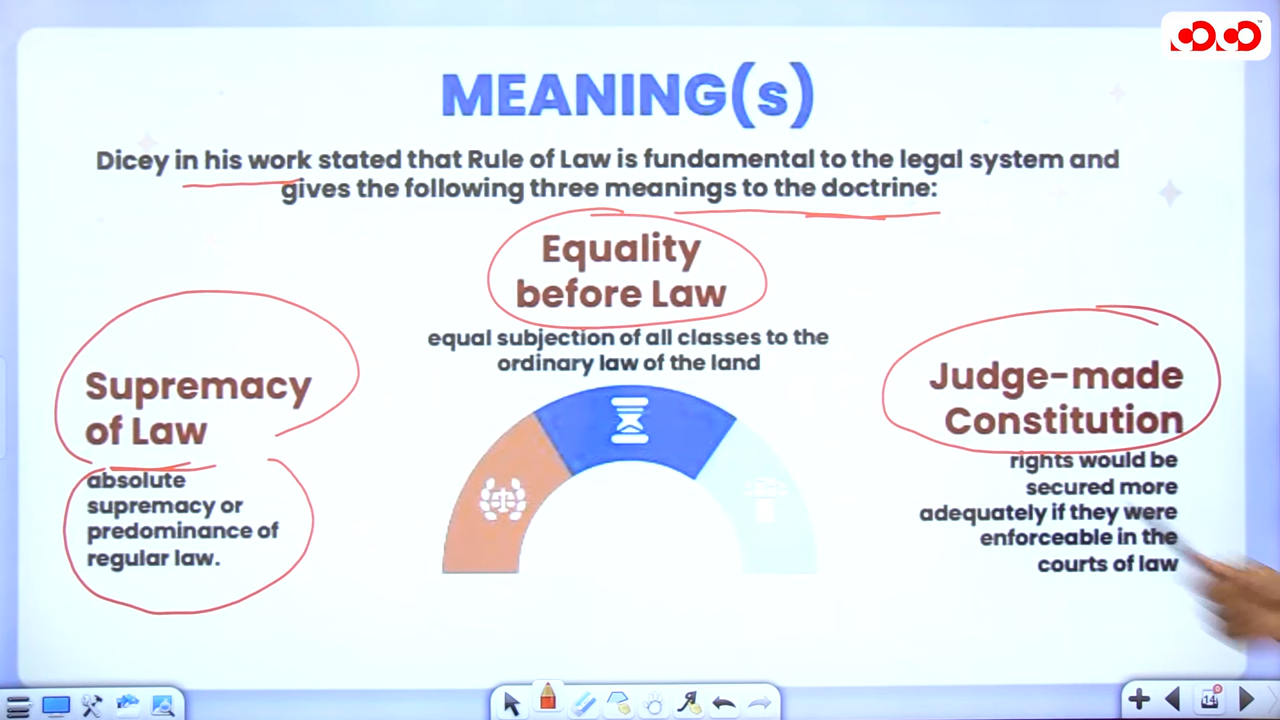 MEANING(s)
Dicey in his work stated that Rule of Law is fundamental to the legal system and
gives the following three meanings to the doctrine:
Equality
before Law
equal subjection of all classes to the
ordinary law of the land
Supremacy
of Law
absolute
supremacy or
predominance of
regular law.
Judge-made
Constitution
rights would be
secured more
adequately if they were
enforceable in the
courts of law
14